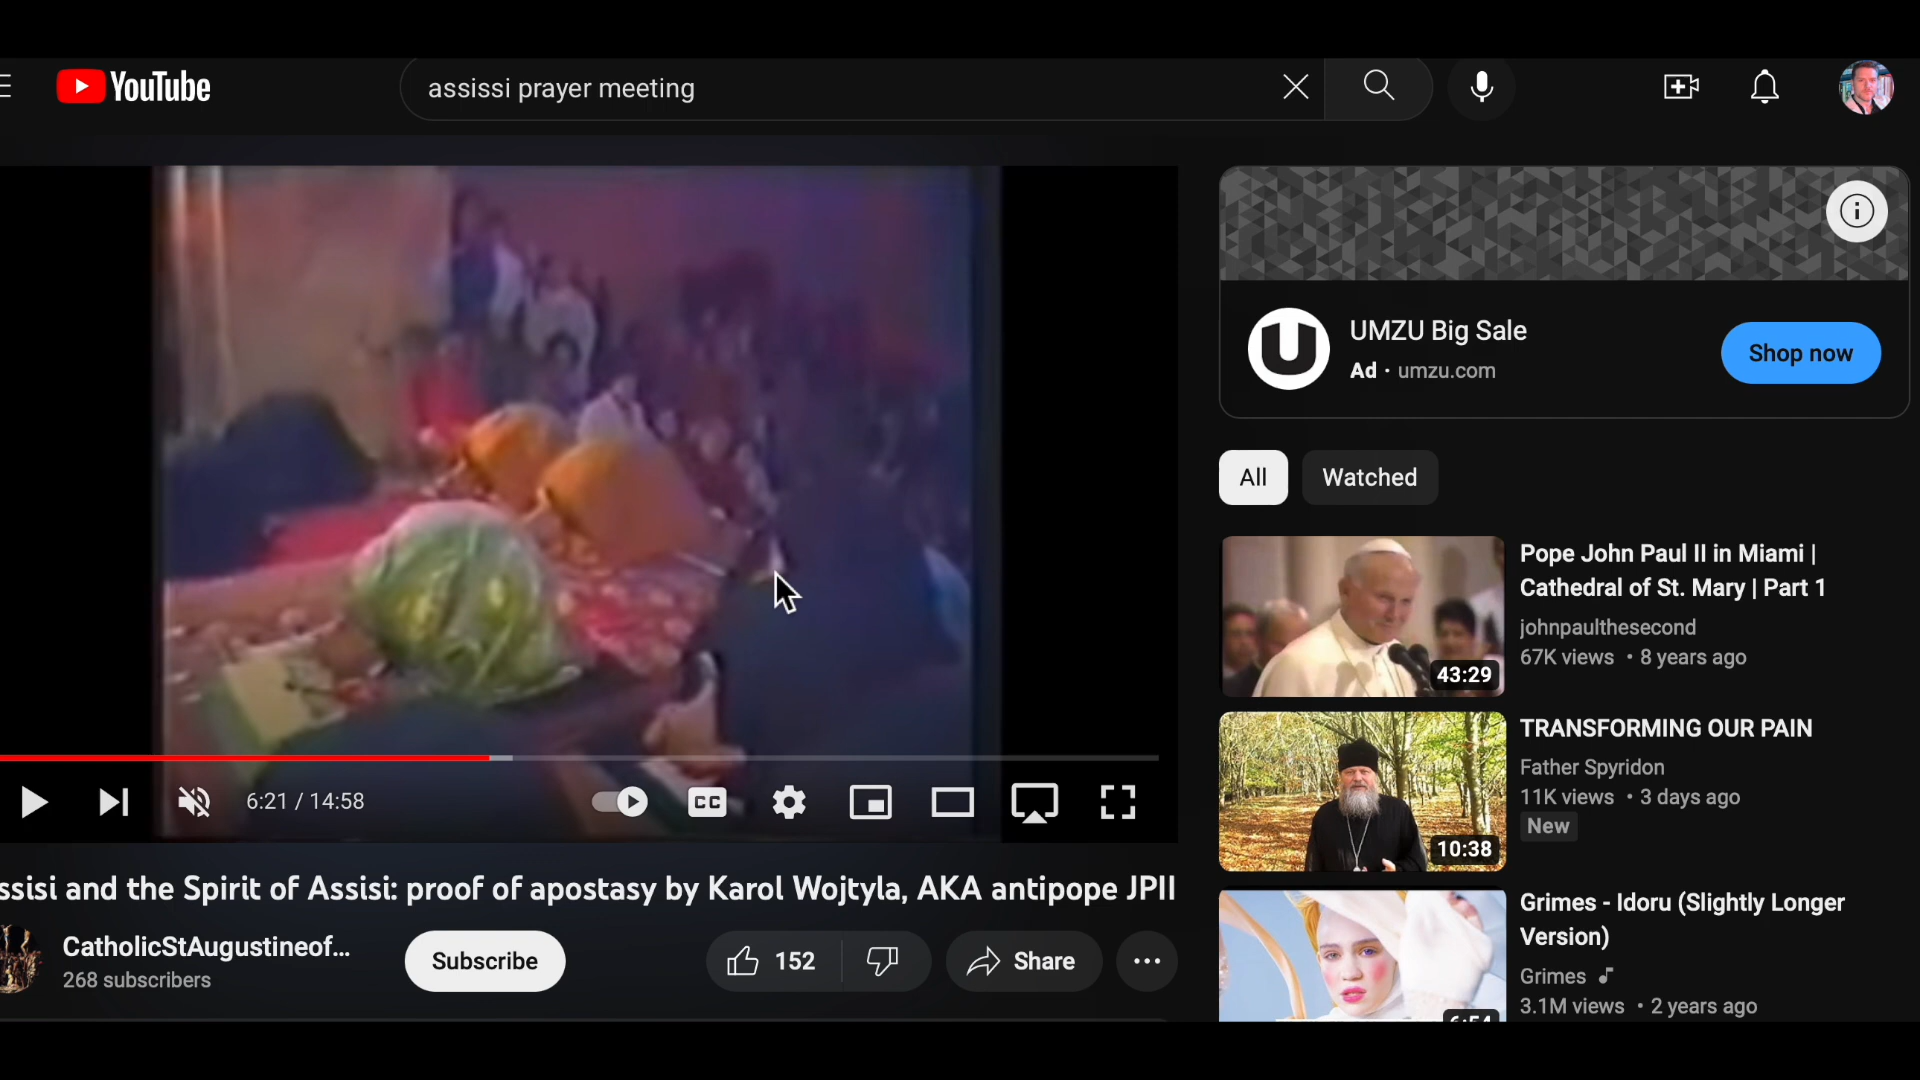 YouTube
assissi prayer meeting
UMZU Big Sale
Ad · umzu.com
Shop now
All
Watched
Pope John Paul II in Miami |
Cathedral of St. Mary | Part 1
johnpaulthesecond
67K views • 8 years ago
43:29
TRANSFORMING OUR PAIN
Father Spyridon
11K views • 3 days ago
New
10:38
Grimes - Idoru (Slightly Longer
Version)
Grimes
3.1M views • 2 years ago
6:54
6:21 / 14:58
CC
ssisi and the Spirit of Assisi: proof of apostasy by Karol Wojtyla, AKA antipope JPII
CatholicStAugustineof...
268 subscribers
Subscribe
152
Share